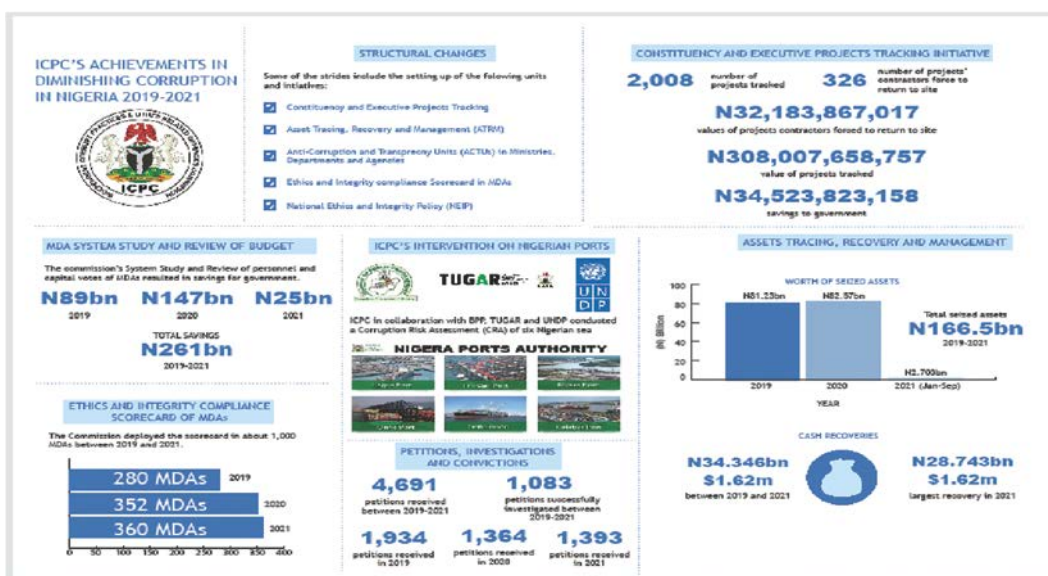 ICPC'S ACHIEVEMENTS IN
DIMINISHING CORRUPTION
IN NIGERIA 2019-2021
ICPC
STRUCTURAL CHANGES
Some of the strides include the setting up of the following units
and intiatives:
Constituency and Executive Projects Tracking
Asset Tracing, Recovery and Management (ATRM)
Anti-Corruption and Transpreony Units (ACTUs) in Ministries,
Departments and Agencies
Ethics and Integrity compliance Scorecard in MDAs
National Ethics and Integrity Policy (NEIP)
CONSTITUENCY AND EXECUTIVE PROJECTS TRACKING INITIATIVE
2,008 number of
projects tracked
326 number of projects'
contractors force to
return to site
N32,183,867,017
values of projects contractors forced to return to site
N308,007,658,757
value of projects tracked
N34,523,823,158
savings to government
MDA SYSTEM STUDY AND REVIEW OF BUDGET
The commission's System Study and Review of personnel and
capital votes of MDAs resulted in savings for government.
N89bn N147bn N25bn
2019 2020 2021
TOTAL SAVINGS
N261bn
2019-2021
ETHICS AND INTEGRITY COMPLIANCE
SCORECARD OF MDAs
The Commission deployed the scorecard in about 1,000
MDAs between 2019 and 2021.
280 MDAs 2019
352 MDAs 2020
360 MDAs 2021
0 50 100 150 200 250 300 350 400
ICPC'S INTERVENTION ON NIGERIAN PORTS
TUGAR
UN
DP
ICPC in collaboration with BPP, TUGAR and UNDP conducted
a Corruption Risk Assessment (CRA) of six Nigerian sea
NIGERIA PORTS AUTHORITY
PETITIONS, INVESTIGATIONS
AND CONVICTIONS
4,691
petitions received
between 2019-2021
1,083
petitions successfully
investigated between
2019-2021
1,934
petitions received
in 2019
1,364
petitions received
in 2020
1,393
petitions received
in 2021
ASSETS TRACING, RECOVERY AND MANAGEMENT
WORTH OF SEIZED ASSETS
(N) Billion
100
80
60
40
20
0
N81.23bn
N82.57bn
N2.703bn
2019 2020 2021 (Jan-Sep)
YEAR
Total seized assets
N166.5bn
2019-2021
CASH RECOVERIES
N34.346bn
$1.62m
between 2019 and 2021
N28.743bn
$1.62m
largest recovery in 2021